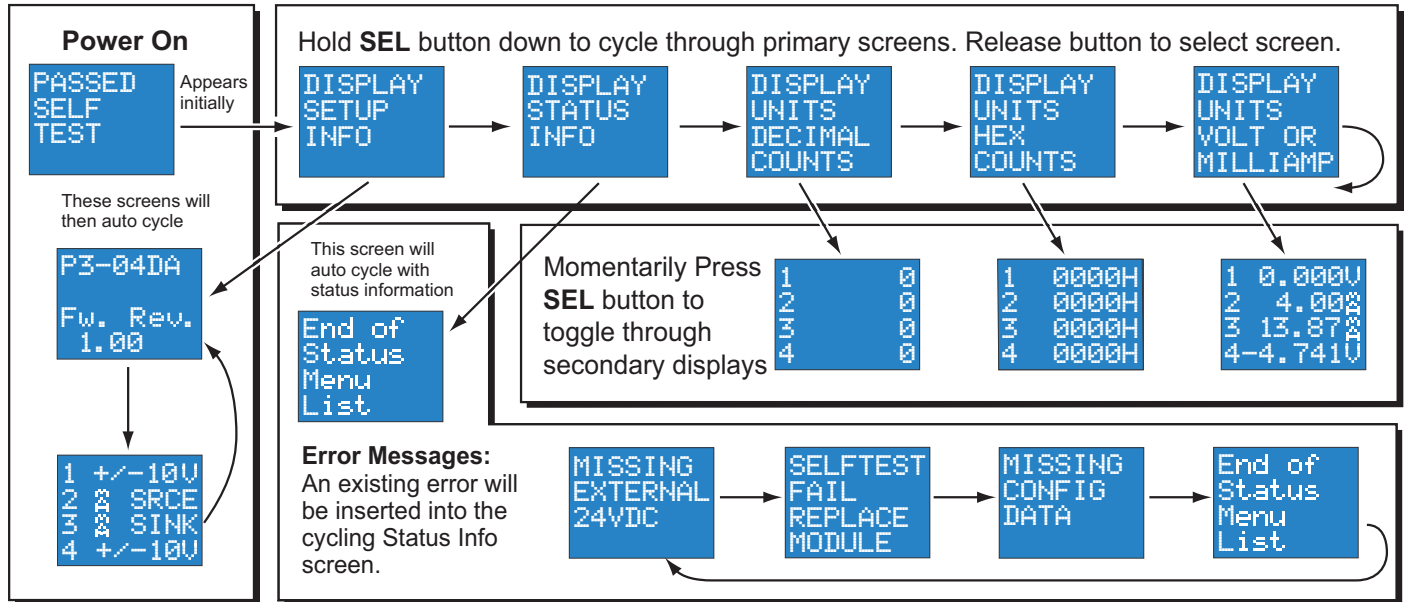 Power On
PASSED
SELF
TEST
Appears
initially
These screens will
then auto cycle
P3-04DA
Fw. Rev.
1.00
1 +/-10V
2 SRCE
3 SINK
4 +/-10V
Hold SEL button down to cycle through primary screens. Release button to select screen.
DISPLAY
SETUP
INFO
DISPLAY
STATUS
INFO
DISPLAY
UNITS
DECIMAL
COUNTS
DISPLAY
UNITS
HEX
COUNTS
DISPLAY
UNITS
VOLT OR
MILLIAMP
This screen will
auto cycle with
status information
End of
Status
Menu
List
Momentarily Press
SEL button to
toggle through
secondary displays
1 0
2 0
3 0
4 0
1 0000H
2 0000H
3 0000H
4 0000H
1 0.000V
2 4.00
3 13.87
4-4.741V
Error Messages:
An existing error will
be inserted into the
cycling Status Info
screen.
MISSING
EXTERNAL
24VDC
SELFTEST
FAIL
REPLACE
MODULE
MISSING
CONFIG
DATA
End of
Status
Menu
List